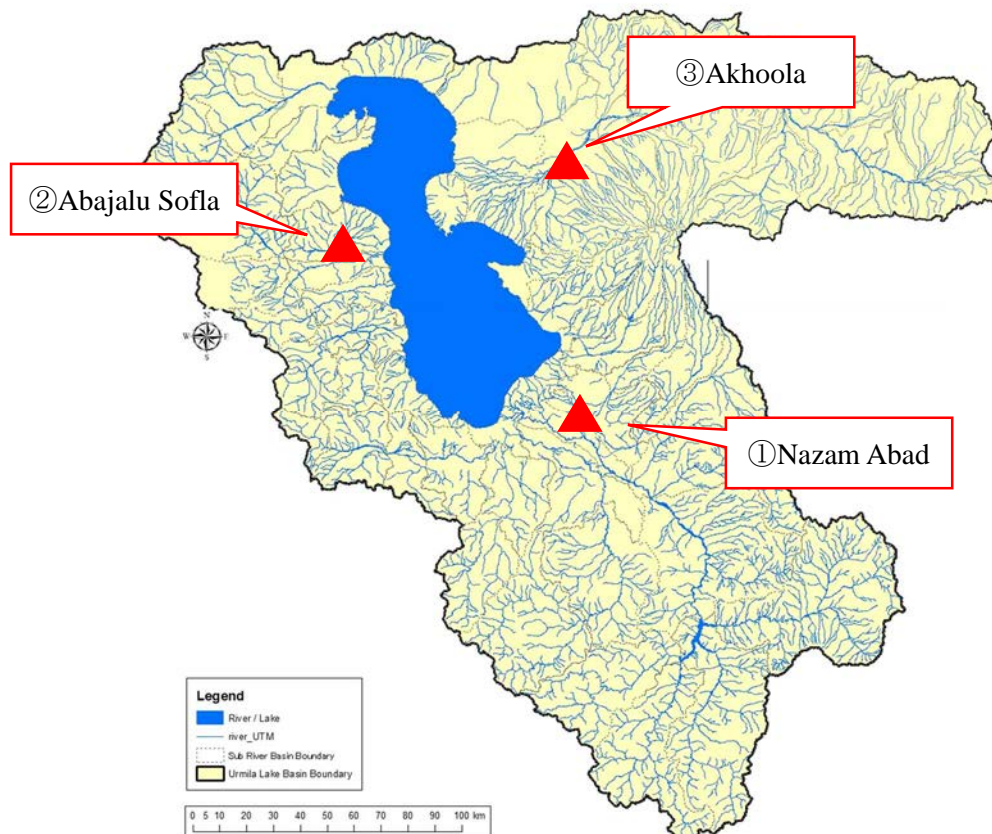 ③Akhoola
②Abajalu Sofla
N
W E
S
①Nazam Abad
Legend
River / Lake
river_UTM
Sub River Basin Boundary
Urmila Lake Basin Boundary
0 5 10 20 30 40 50 60 70 80 90 100 km